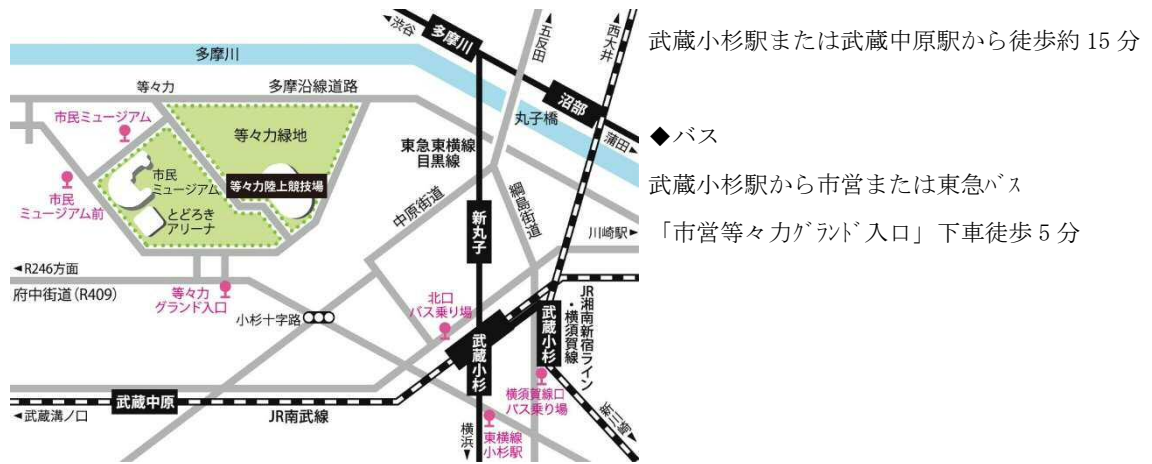 ◀渋谷
多摩川
五反田
西大井
多摩川
沼部
蒲田▶
丸子橋
等々力
多摩沿線道路
市民ミュージアム
等々力緑地
東急東横線
目黒線
等々力陸上競技場
市民
ミュージアム
市民
ミュージアム前
とどろき
アリーナ
中原街道
新丸子
綱島街道
川崎駅▶
◀R246方面
府中街道(R409)
等々力
グランド入口
小杉十字路
北口
バス乗り場
武蔵小杉
武蔵小杉
JR湘南新宿ライン
・横須賀線
武蔵中原
◀武蔵溝ノ口
JR南武線
横須賀線口
バス乗り場
横浜
東横線
小杉駅
新川崎
武蔵小杉駅または武蔵中原駅から徒歩約 15 分
◆バス
武蔵小杉駅から市営または東急バス
「市営等々力グランド入口」下車徒歩 5 分